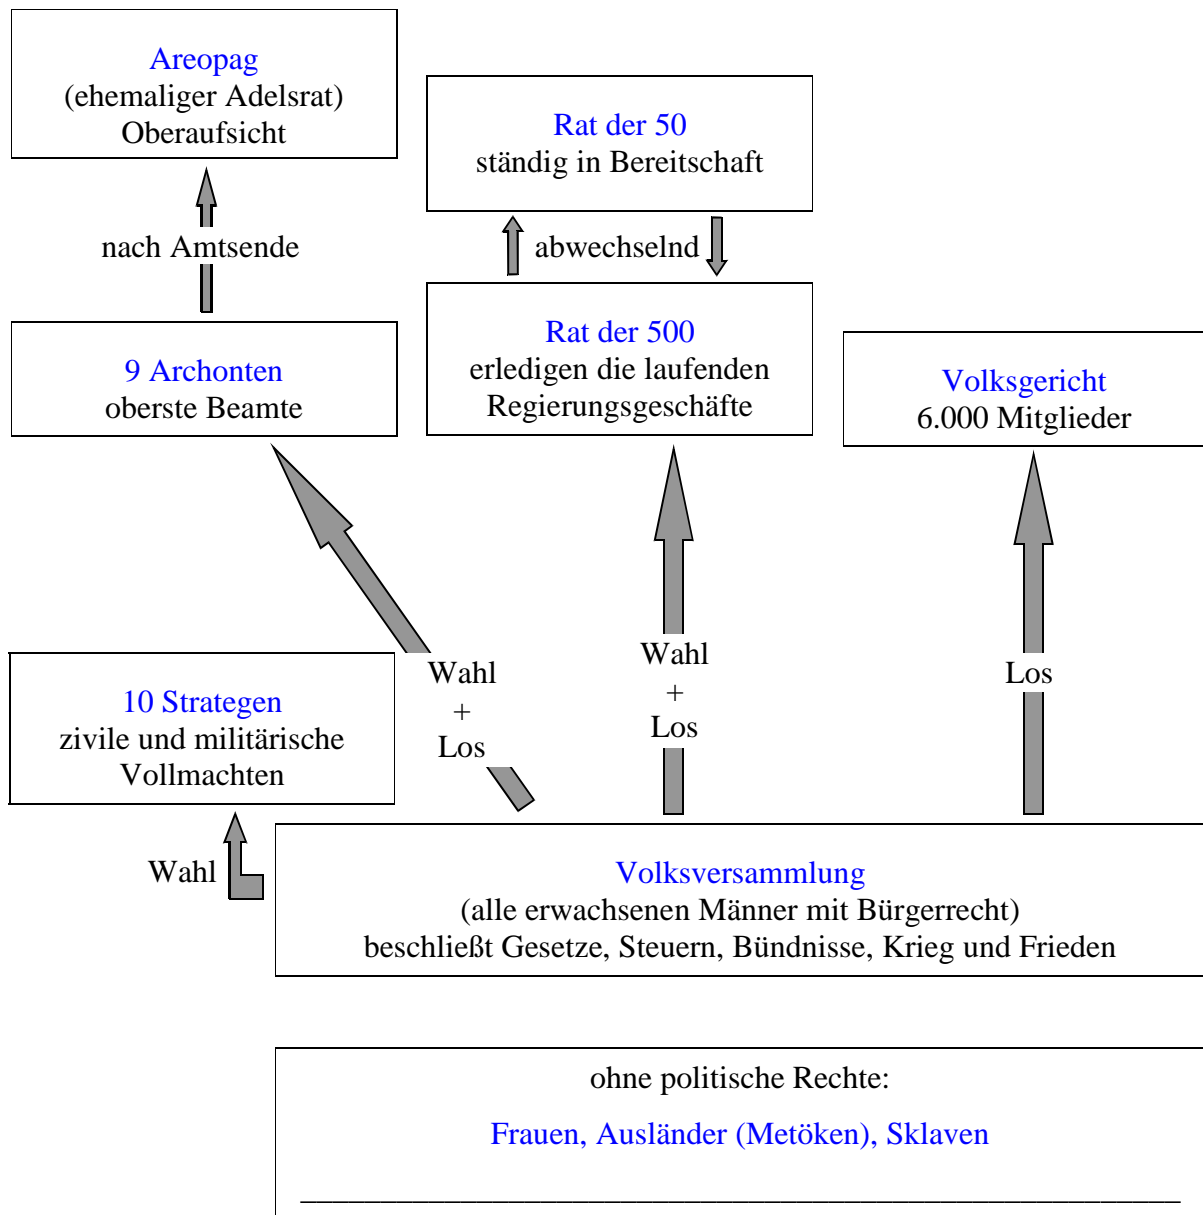 Areopag
(ehemaliger Adelsrat)
Oberaufsicht
Rat der 50
ständig in Bereitschaft
nach Amtsende
abwechselnd
9 Archonten
oberste Beamte
Rat der 500
erledigen die laufenden
Regierungsgeschäfte
Volksgericht
6.000 Mitglieder
10 Strategen
zivile und militärische
Vollmachten
Wahl
+
Los
Wahl
+
Los
Los
Wahl
Volksversammlung
(alle erwachsenen Männer mit Bürgerrecht)
beschließt Gesetze, Steuern, Bündnisse, Krieg und Frieden
ohne politische Rechte:
Frauen, Ausländer (Metöken), Sklaven